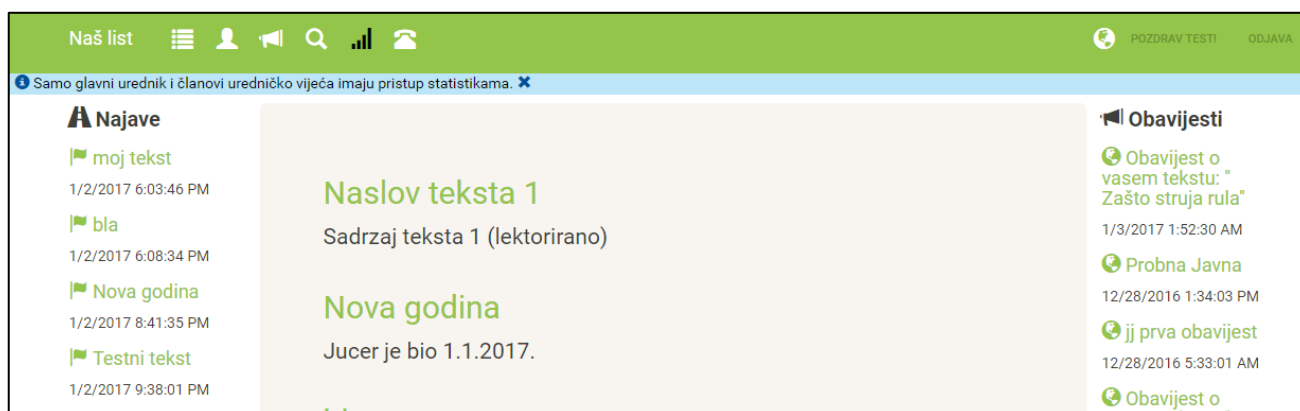 Naš list
POZDRAV TEST!
ODJAVA
Samo glavni urednik i članovi uredničko vijeća imaju pristup statistikama.
Najave
moj tekst
1/2/2017 6:03:46 PM
bla
1/2/2017 6:08:34 PM
Nova godina
1/2/2017 8:41:35 PM
Testni tekst
1/2/2017 9:38:01 PM
Naslov teksta 1
Sadrzaj teksta 1 (lektorirano)
Nova godina
Jucer je bio 1.1.2017.
Obavijesti
Obavijest o
vasem tekstu: "
Zašto struja rula"
1/3/2017 1:52:30 AM
Probna Javna
12/28/2016 1:34:03 PM
jj prva obavijest
12/28/2016 5:33:01 AM
Obavijest o